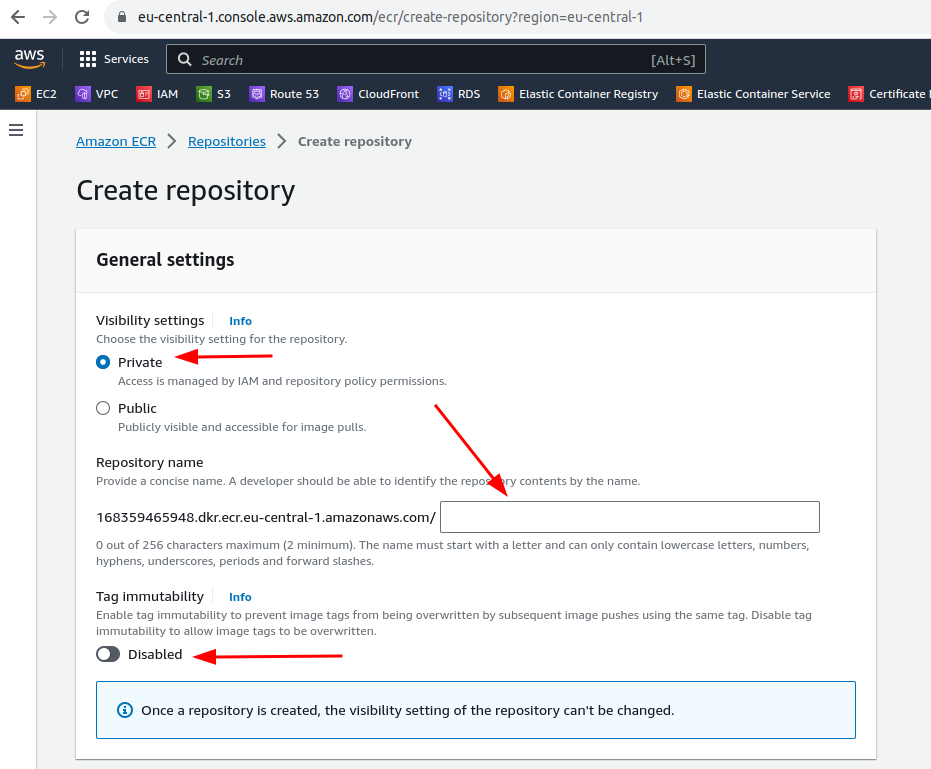 eu-central-1.console.aws.amazon.com/ecr/create-repository?region=eu-central-1
aws Services Search [Alt+S]
EC2 VPC IAM S3 Route 53 CloudFront RDS Elastic Container Registry Elastic Container Service Certificate
Amazon ECR Repositories Create repository
Create repository
General settings
Visibility settings Info
Choose the visibility setting for the repository.
Private
Access is managed by IAM and repository policy permissions.
Public
Publicly visible and accessible for image pulls.
Repository name
Provide a concise name. A developer should be able to identify the repository contents by the name.
168359465948.dkr.ecr.eu-central-1.amazonaws.com/
0 out of 256 characters maximum (2 minimum). The name must start with a letter and can only contain lowercase letters, numbers,
hyphens, underscores, periods and forward slashes.
Tag immutability Info
Enable tag immutability to prevent image tags from being overwritten by subsequent image pushes using the same tag. Disable tag
immutability to allow image tags to be overwritten.
Disabled
Once a repository is created, the visibility setting of the repository can't be changed.